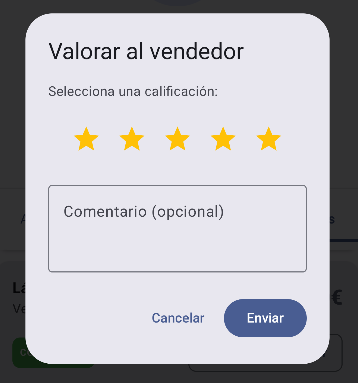 Valorar al vendedor
Selecciona una calificación:
Comentario (opcional)
Cancelar
Enviar
€